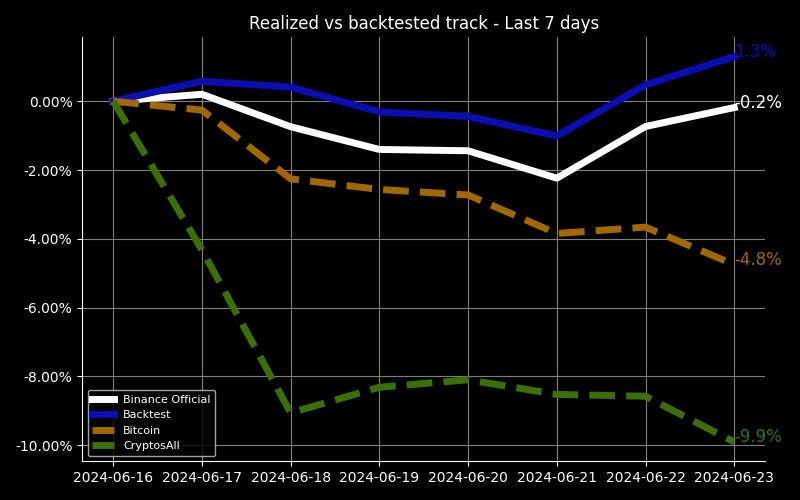 Realized vs backtested track - Last 7 days
1.3%
0.00%
-0.2%
-2.00%
-4.00%
-4.8%
-6.00%
-8.00%
Binance Official
Backtest
Bitcoin
CryptosAll
-9.9%
-10.00%
2024-06-16 2024-06-17 2024-06-18 2024-06-19 2024-06-20 2024-06-21 2024-06-22 2024-06-23